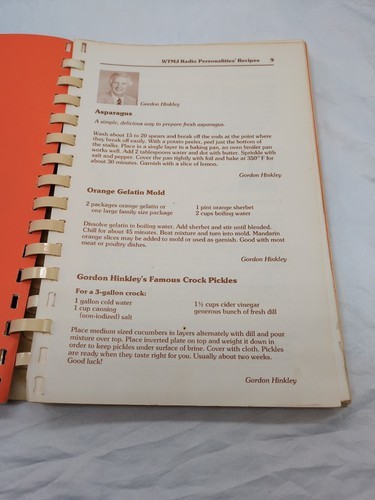 WTMJ Radio Personalities' Recipes 9
Gordon Hinkley
Asparagus
A simple, delicious way to prepare fresh asparagus.
Wash about 15 to 20 spears and break off the ends at the point where
they break off easily. With a potato peeler, peel just the bottom of
the stalks. Place in a single layer in a baking pan, an oven broiler pan
works well. Add 2 tablespoons water and dot with butter. Sprinkle with
salt and pepper. Cover the pan tightly with foil and bake at 350° F for
about 30 minutes. Garnish with a slice of lemon.
Gordon Hinkley
Orange Gelatin Mold
2 packages orange gelatin or 1 pint orange sherbet
one large family size package 2 cups boiling water
Dissolve gelatin in boiling water. Add sherbet and stir until blended.
Chill for about 45 minutes. Beat mixture and turn into mold. Mandarin
orange slices may be added to mold or used as garnish. Good with most
meat or poultry dishes.
Gordon Hinkley
Gordon Hinkley's Famous Crock Pickles
For a 3-gallon crock:
1 gallon cold water 1½ cups cider vinegar
1 cup canning generous bunch of fresh dill
(non-iodized) salt
Place medium sized cucumbers in layers alternately with dill and pour
mixture over top. Place inverted plate on top and weight it down in
order to keep pickles under surface of brine. Cover with cloth. Pickles
are ready when they taste right for you. Usually about two weeks.
Good luck!
Gordon Hinkley